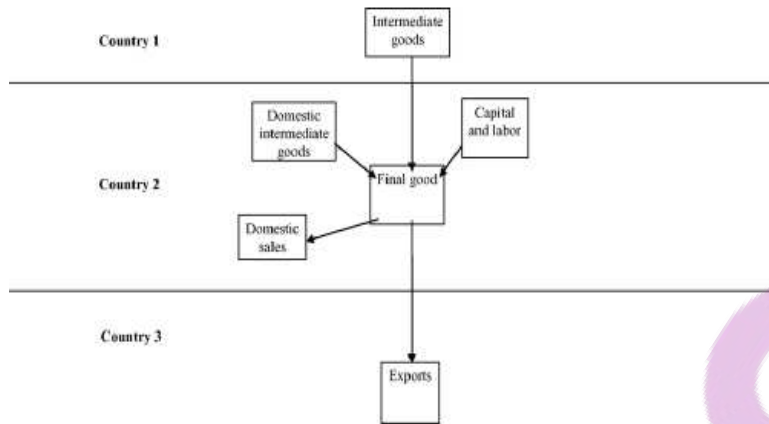 Intermediate
goods
Country 1
Domestic
intermediate
goods
Capital
and labor
Country 2
Final good
Domestic
sales
Country 3
Exports